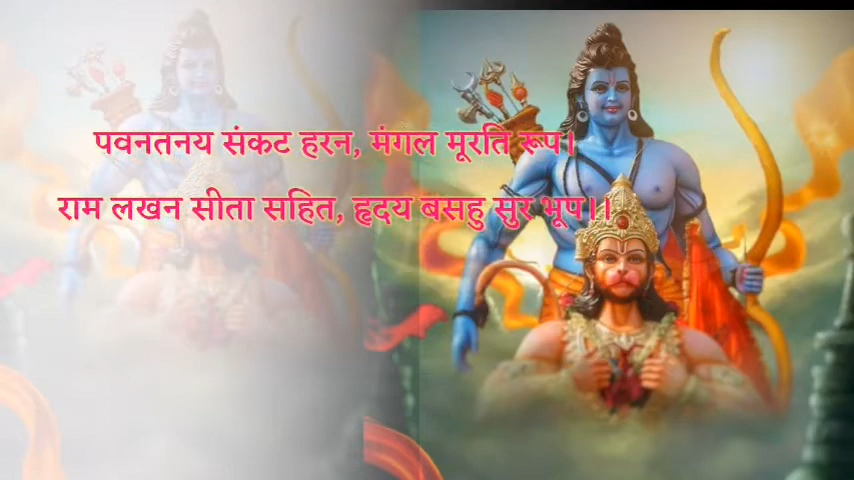 पवनतनय संकट हरन, मंगल मूरति रूप।
राम लखन सीता सहित, हृदय बसहु सुर भूप।।